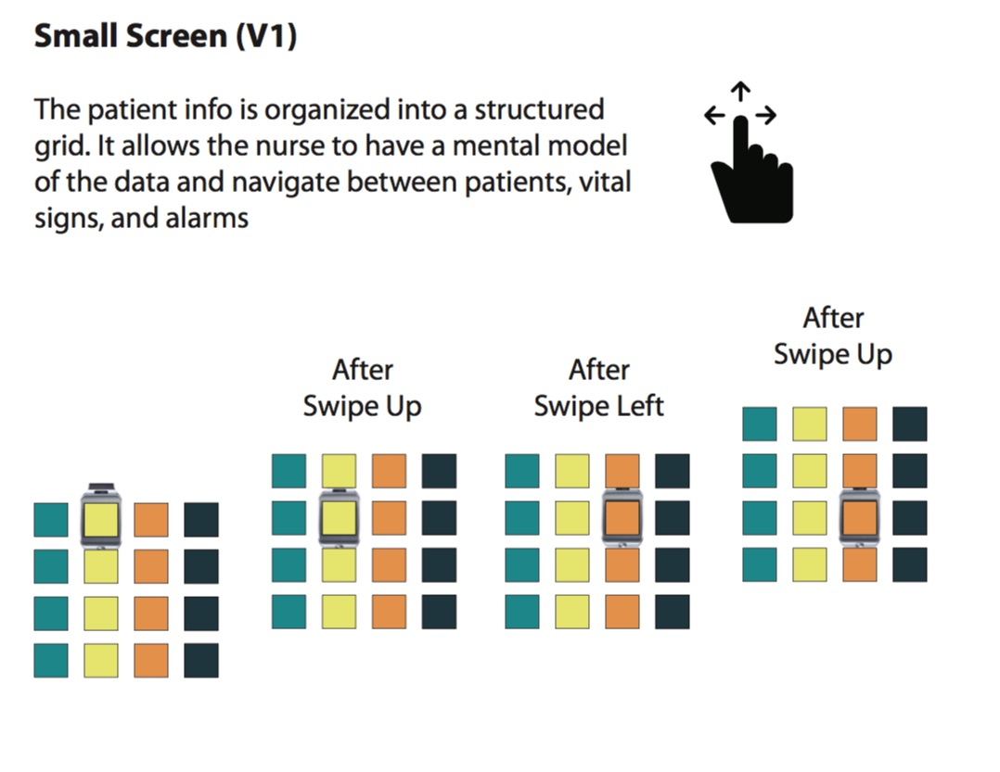 Small Screen (V1)
The patient info is organized into a structured
grid. It allows the nurse to have a mental model
of the data and navigate between patients, vital
signs, and alarms
After
Swipe Up
After
Swipe Left
After
Swipe Up